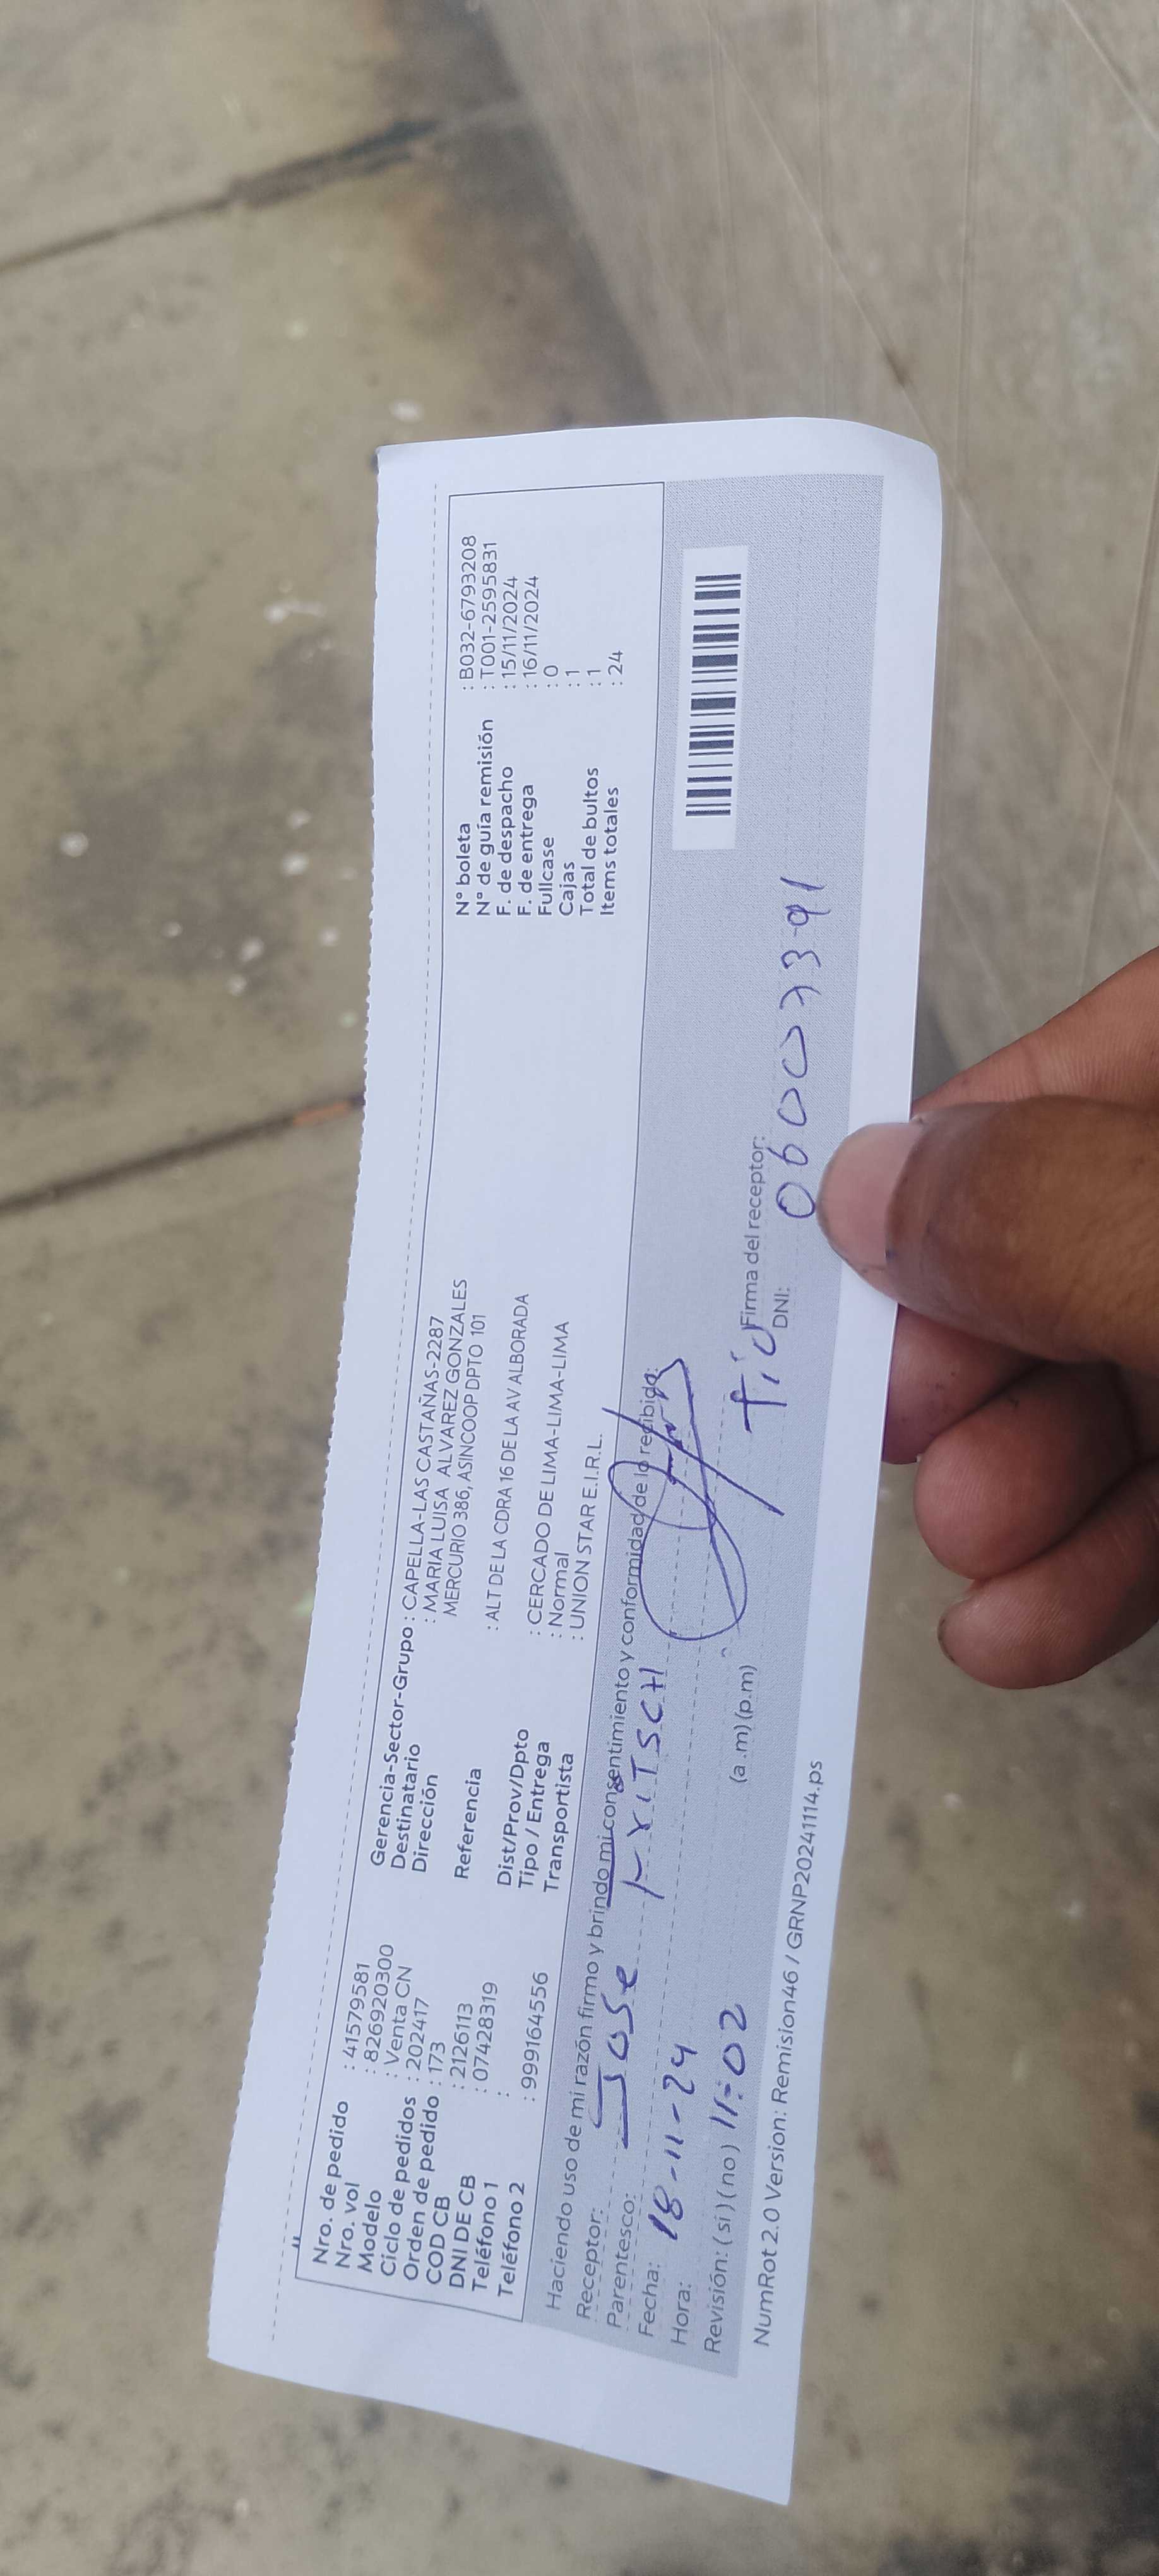 Nro. de pedido : 41579581
Nro. vol : 826920300
Modelo : Venta CN
Ciclo de pedidos : 202417
Orden de pedido : 173
COD CB : 2126113
DNI DE CB : 07428319
Teléfono 1 :
Teléfono 2 : 999164556
Gerencia-Sector-Grupo : CAPELLA-LAS CASTAÑAS-2287
Destinatario : MARIA LUISA ALVAREZ GONZALES
Dirección MERCURIO 386, ASINCOOP DPTO 101
Referencia : ALT DE LA CDRA 16 DE LA AV ALBORADA
Dist/Prov/Dpto : CERCADO DE LIMA-LIMA-LIMA
Tipo / Entrega : Normal
Transportista : UNION STAR E.I.R.L.
N° boleta : B032-6793208
N° de guía remisión : T001-2595831
F. de despacho : 15/11/2024
F. de entrega : 16/11/2024
Fullcase : 0
Cajas : 1
Total de bultos : 1
Items totales : 24
Haciendo uso de mi razón firmo y brindo mi consentimiento y conformidad de lo recibido:
Receptor: Jose FriTSCH
Parentesco:
Fecha: 18-11-24
Hora: 11:02 (a.m) (p.m)
Revisión: (si) (no)
Tío
Firma del receptor:
DNI: 06007391
NumRot 2.0 Version: Remision46 / GRNP20241114.ps